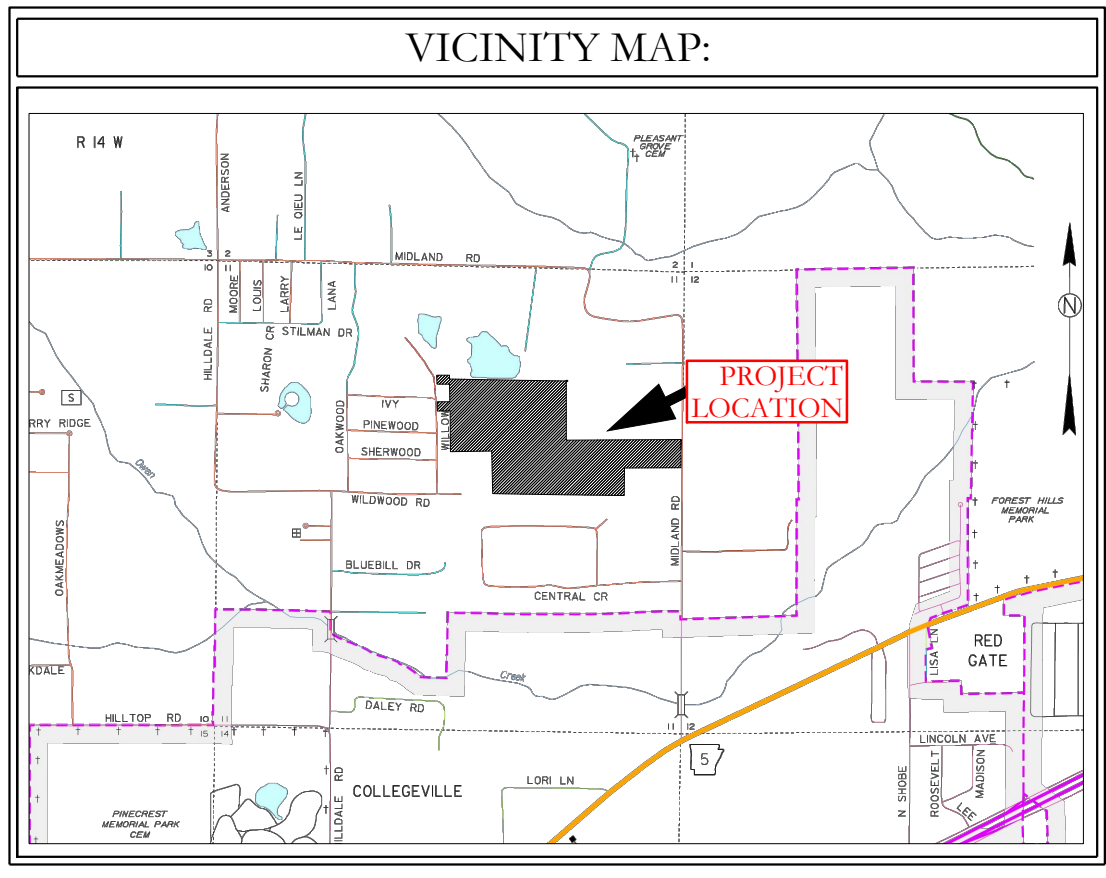 VICINITY MAP:
R 14 W
ANDERSON
LE QIEU LN
PLEASANT
GROVE
CEM
MIDLAND RD
3 2
10 11
2 1
11 12
HILLDALE RD
MOORE
LOUIS
LARRY
LANA
STILMAN DR
SHARON CR
N
S
RRY RIDGE
OAKWOOD
IVY
PINEWOOD
SHERWOOD
WILLOW
WILDWOOD RD
PROJECT
LOCATION
MIDLAND RD
Owen
OAKMEADOWS
BLUEBILL DR
CENTRAL CR
FOREST HILLS
MEMORIAL
PARK
LISA LN
RED
GATE
KDALE
Creek
DALEY RD
HILLTOP RD
10 11
15 14
11 12
5
LINCOLN AVE
N SHOBE
ROOSEVELT
MADISON
LEE
LORI LN
COLLEGEVILLE
ILLDALE RD
PINECREST
MEMORIAL PARK
CEM